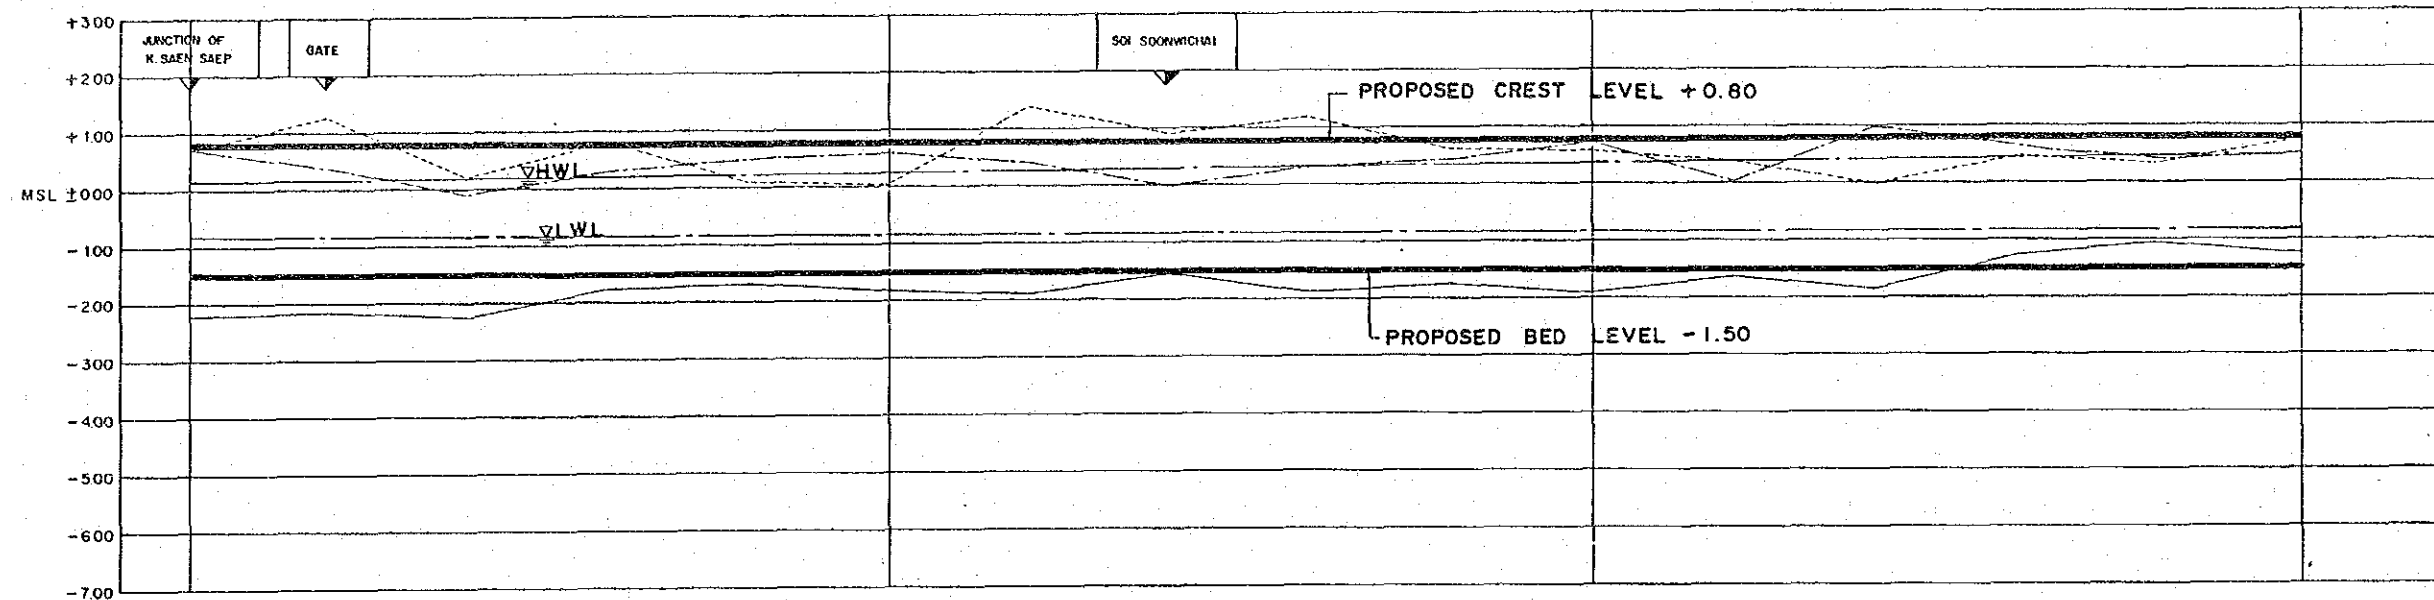 +300
JUNCTION OF
K. SAEN SAEP
GATE
SOI SOONWICHAI
+200
PROPOSED CREST LEVEL +0.80
+100
HWL
MSL ±000
LWL
-100
-200
PROPOSED BED LEVEL -1.50
-300
-400
-500
-600
-700